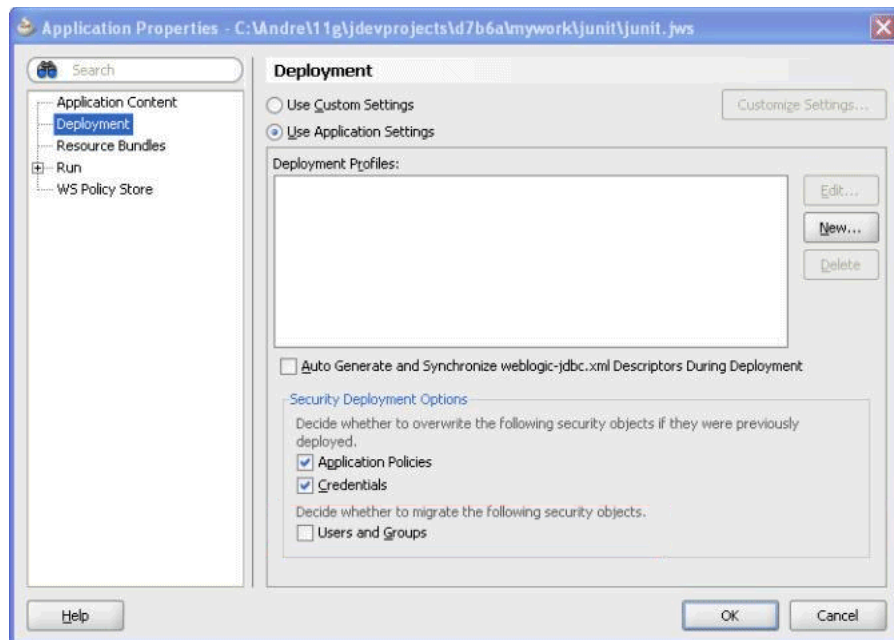 Application Properties - C:\Andre\11g\jdevprojects\d7b6a\mywork\junit\junit.jws
Search
Application Content
Deployment
Resource Bundles
Run
WS Policy Store
Deployment
Use Custom Settings
Customize Settings...
Use Application Settings
Deployment Profiles:
Edit...
New...
Delete
Auto Generate and Synchronize weblogic-jdbc.xml Descriptors During Deployment
Security Deployment Options
Decide whether to overwrite the following security objects if they were previously
deployed.
Application Policies
Credentials
Decide whether to migrate the following security objects.
Users and Groups
Help
OK
Cancel